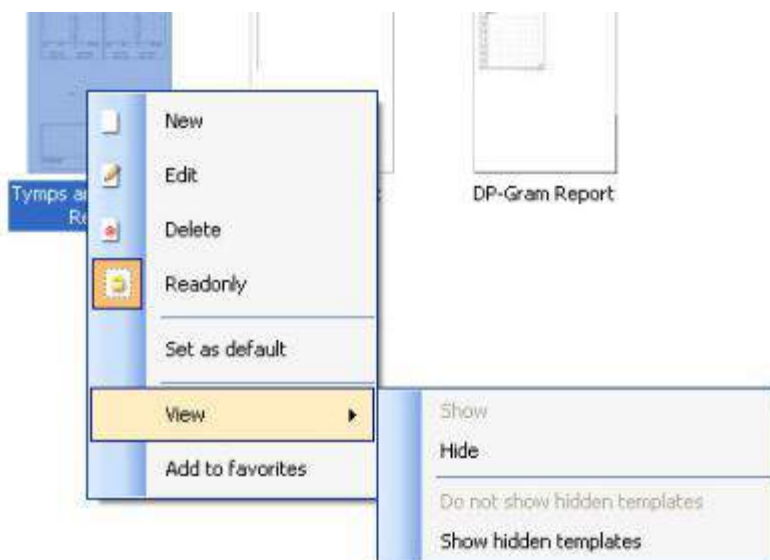 Tymps a
Re
DP-Gram Report
New
Edit
Delete
Readonly
Set as default
View
Add to favorites
Show
Hide
Do not show hidden templates
Show hidden templates